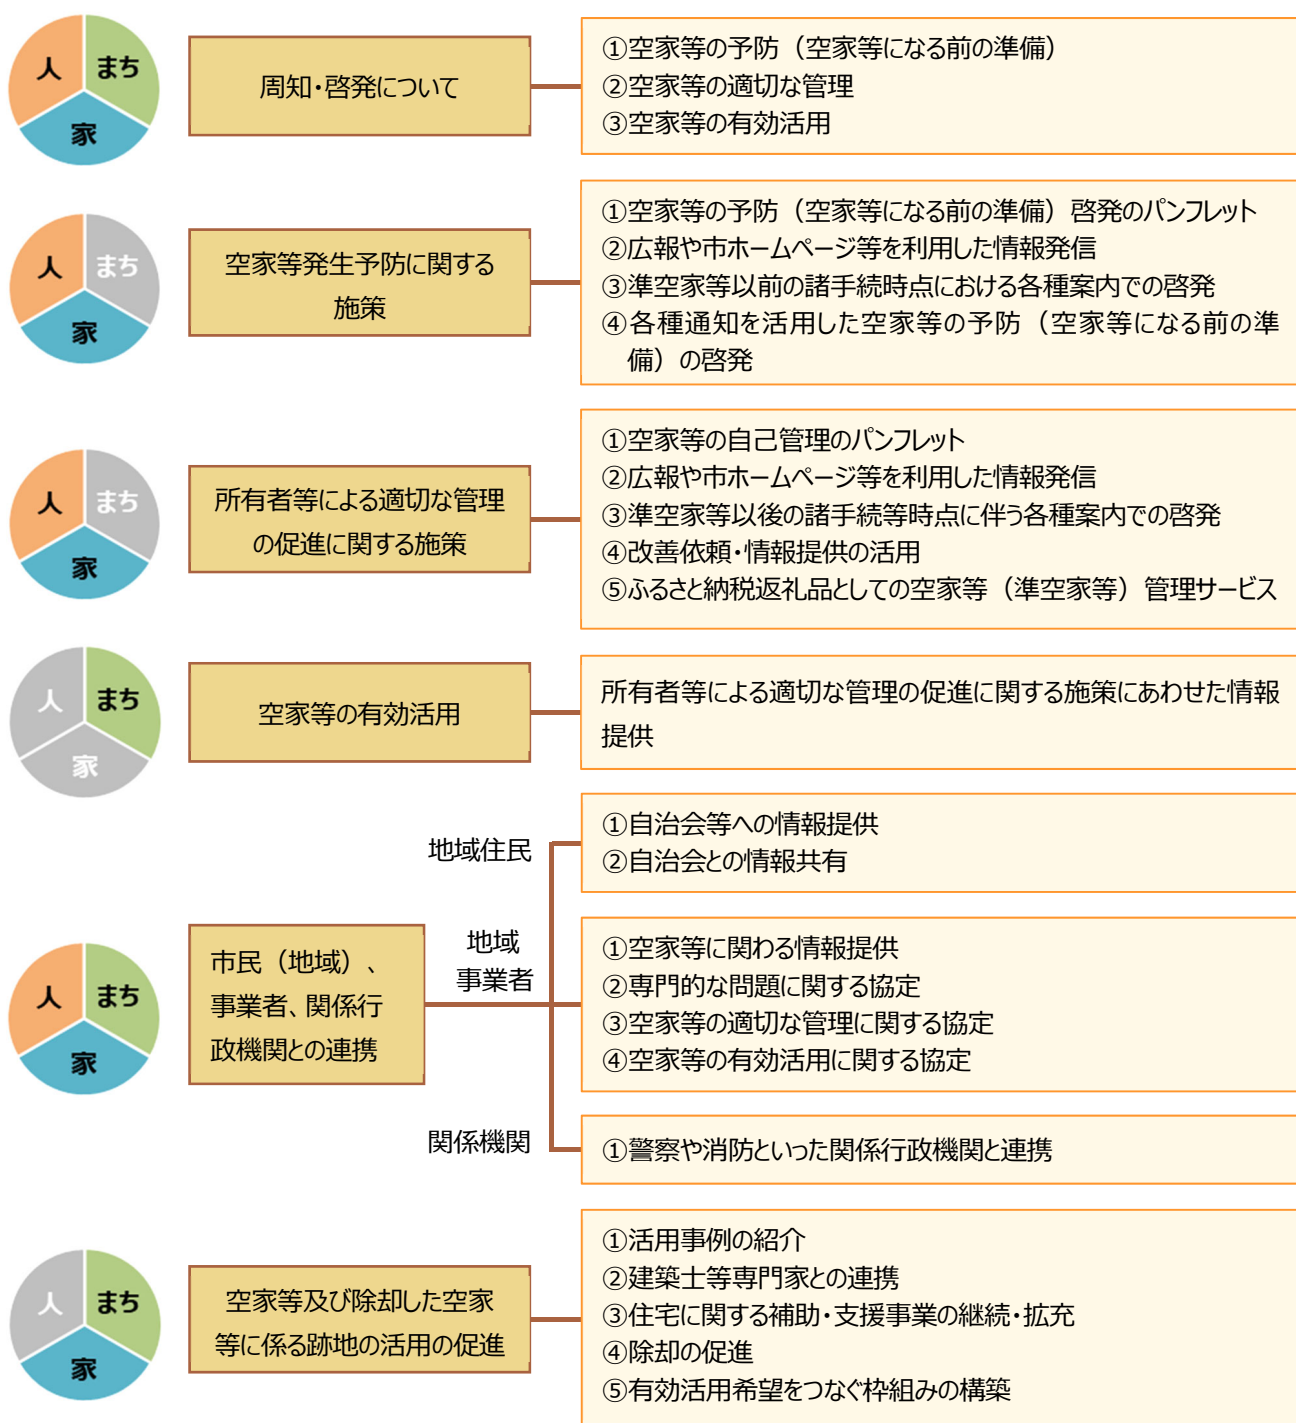 人 まち
家
周知・啓発について
①空家等の予防（空家等になる前の準備）
②空家等の適切な管理
③空家等の有効活用
人 まち
家
空家等発生予防に関する
施策
①空家等の予防（空家等になる前の準備）啓発のパンフレット
②広報や市ホームページ等を利用した情報発信
③準空家等以前の諸手続時点における各種案内での啓発
④各種通知を活用した空家等の予防（空家等になる前の準
備）の啓発
人 まち
家
所有者等による適切な管理
の促進に関する施策
①空家等の自己管理のパンフレット
②広報や市ホームページ等を利用した情報発信
③準空家等以後の諸手続等時点に伴う各種案内での啓発
④改善依頼・情報提供の活用
⑤ふるさと納税返礼品としての空家等（準空家等）管理サービス
人 まち
家
空家等の有効活用
所有者等による適切な管理の促進に関する施策にあわせた情報
提供
人 まち
家
市民（地域）、
事業者、関係行
政機関との連携
地域住民
①自治会等への情報提供
②自治会との情報共有
地域
事業者
①空家等に関わる情報提供
②専門的な問題に関する協定
③空家等の適切な管理に関する協定
④空家等の有効活用に関する協定
関係機関
①警察や消防といった関係行政機関と連携
人 まち
家
空家等及び除却した空家
等に係る跡地の活用の促進
①活用事例の紹介
②建築士等専門家との連携
③住宅に関する補助・支援事業の継続・拡充
④除却の促進
⑤有効活用希望をつなぐ枠組みの構築